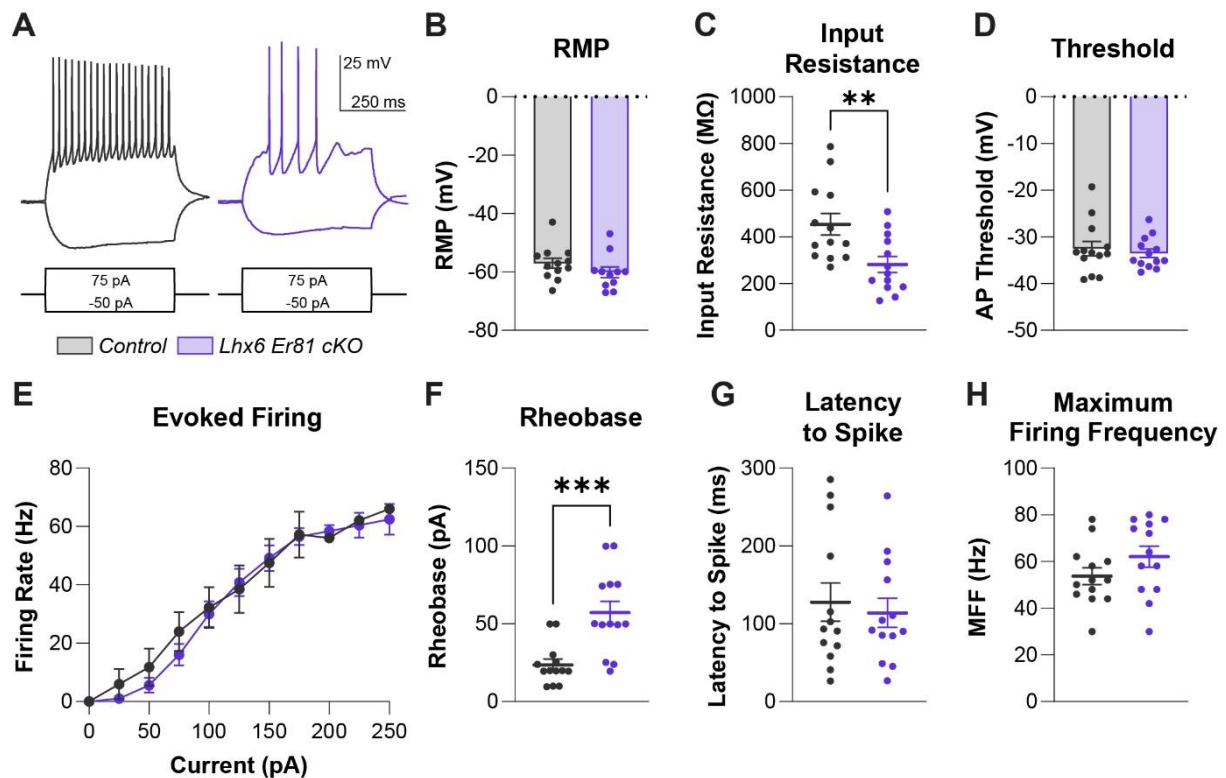 A
25 mV
250 ms
75 pA
-50 pA
75 pA
-50 pA
Control
Lhx6 Er81 cKO
B
RMP
RMP (mV)
0
-20
-40
-60
-80
C
Input
Resistance
**
Input Resistance (MΩ)
1000
800
600
400
200
0
D
Threshold
AP Threshold (mV)
0
-10
-20
-30
-40
-50
E
Evoked Firing
Firing Rate (Hz)
80
60
40
20
0
0
50
100
150
200
250
Current (pA)
F
Rheobase
***
Rheobase (pA)
150
100
50
0
G
Latency
to Spike
Latency to Spike (ms)
300
200
100
0
H
Maximum
Firing Frequency
MFF (Hz)
100
80
60
40
20
0